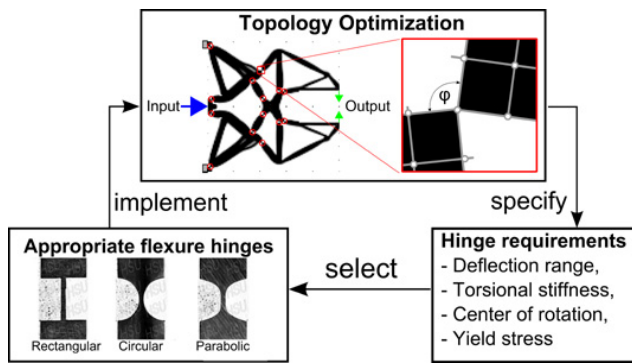 Topology Optimization
Input
Output
φ
implement
specify
Appropriate flexure hinges
Rectangular
Circular
Parabolic
select
Hinge requirements
- Deflection range,
- Torsional stiffness,
- Center of rotation,
- Yield stress